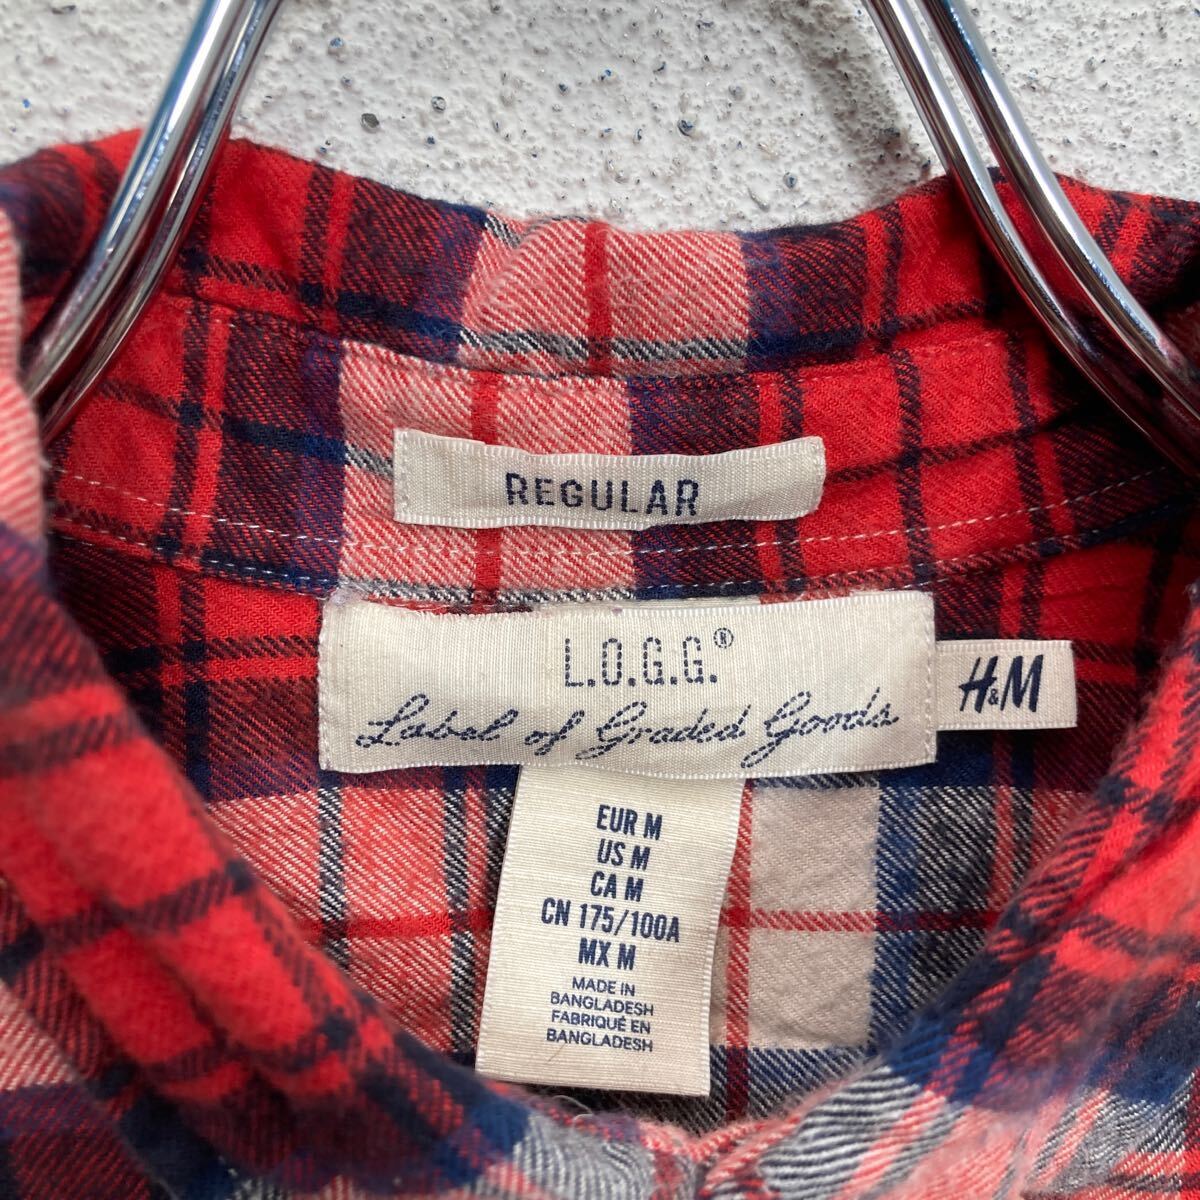 REGULAR
L.O.G.G.®
Label of Graded Goods
H&M
EUR M
US M
CA M
CN 175/100A
MX M
MADE IN
BANGLADESH
FABRIQUÉ EN
BANGLADESH